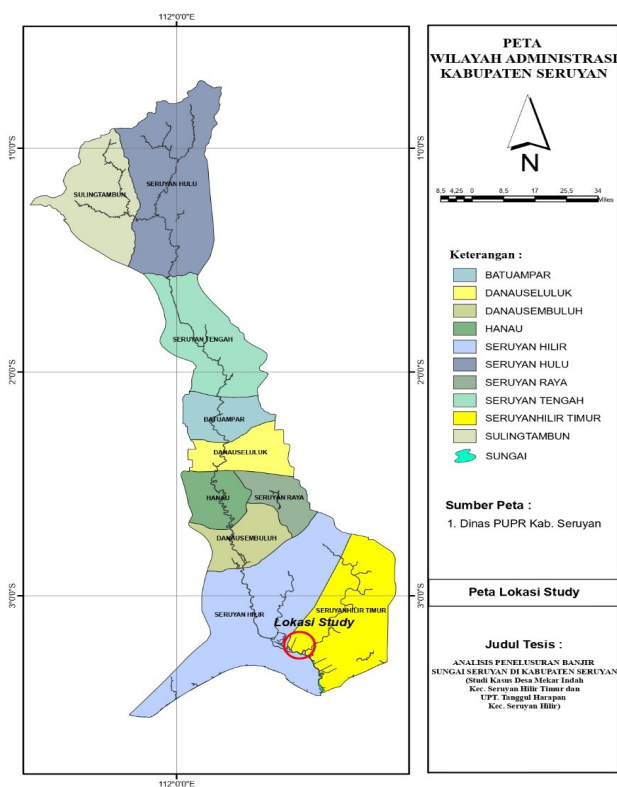 112°0'0"E
1°0'0"S
1°0'0"S
SULINGTAMBUN
SERUYAN HULU
SERUYAN TENGAH
2°0'0"S
2°0'0"S
BATUAMPAR
DANAUSELULUK
HANAU
SERUYAN RAYA
DANAUSEMBULUH
3°0'0"S
3°0'0"S
SERUYAN HILIR
SERUYANHILIR TIMUR
Lokasi Study
112°0'0"E
PETA
WILAYAH ADMINISTRASI
KABUPATEN SERUYAN
N
8,5 4,25 0 8,5 17 25,5 34
Miles
Keterangan :
BATUAMPAR
DANAUSELULUK
DANAUSEMBULUH
HANAU
SERUYAN HILIR
SERUYAN HULU
SERUYAN RAYA
SERUYAN TENGAH
SERUYANHILIR TIMUR
SULINGTAMBUN
SUNGAI
Sumber Peta :
1. Dinas PUPR Kab. Seruyan
Peta Lokasi Study
Judul Tesis :
ANALISIS PENELUSURAN BANJIR
SUNGAI SERUYAN DI KABUPATEN SERUYAN
(Studi Kasus Desa Mekar Indah
Kec. Seruyan Hilir Timur dan
UPT. Tanggul Harapan
Kec. Seruyan Hilir)